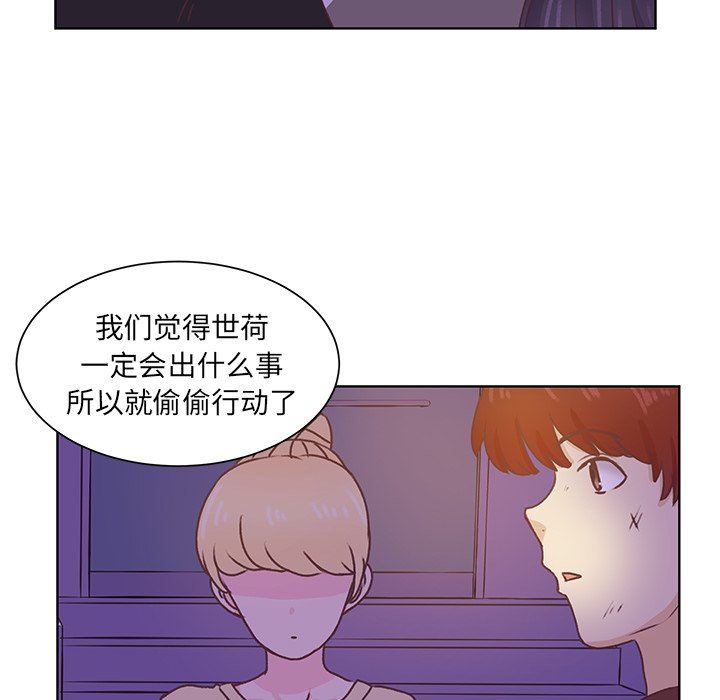 我们觉得世荷
一定会出什么事
所以就偷偷行动了